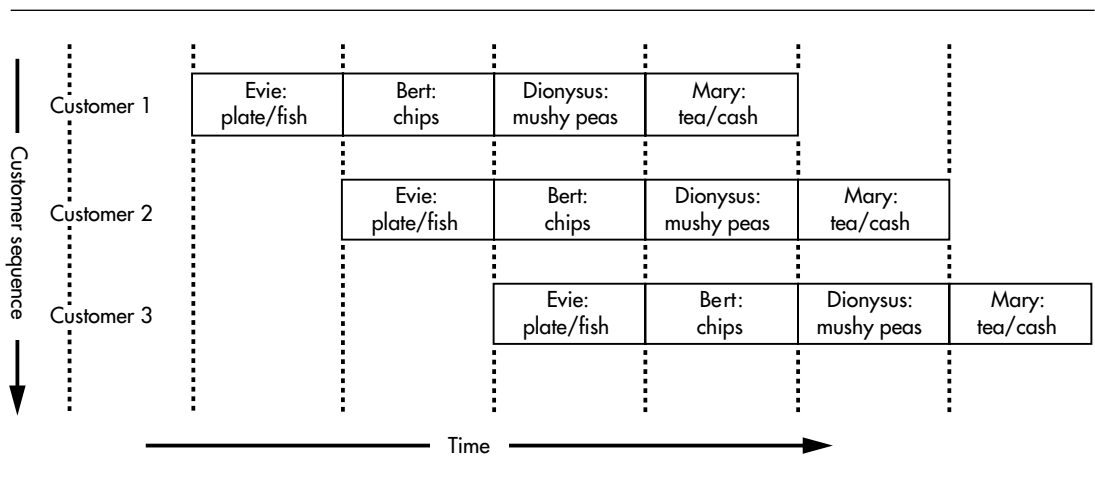 Customer sequence
Customer 1
Evie:
plate/fish
Bert:
chips
Dionysus:
mushy peas
Mary:
tea/cash
Customer 2
Evie:
plate/fish
Bert:
chips
Dionysus:
mushy peas
Mary:
tea/cash
Customer 3
Evie:
plate/fish
Bert:
chips
Dionysus:
mushy peas
Mary:
tea/cash
Time